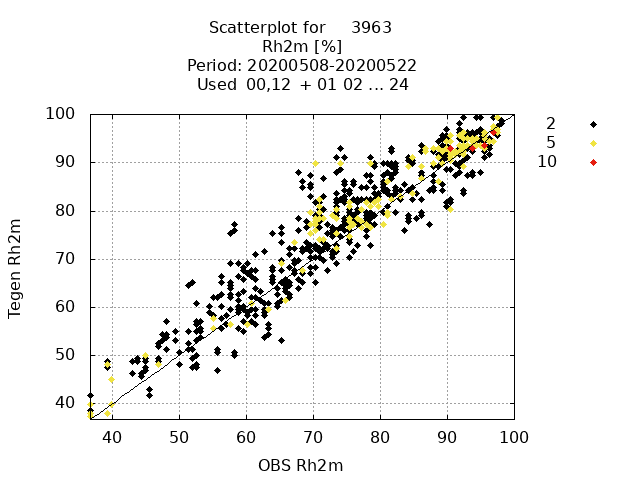 Scatterplot for 3963
Rh2m [%]
Period: 20200508-20200522
Used 00,12 + 01 02 ... 24
100
90
80
70
60
50
40
40 50 60 70 80 90 100
Tegen Rh2m
OBS Rh2m
2
5
10